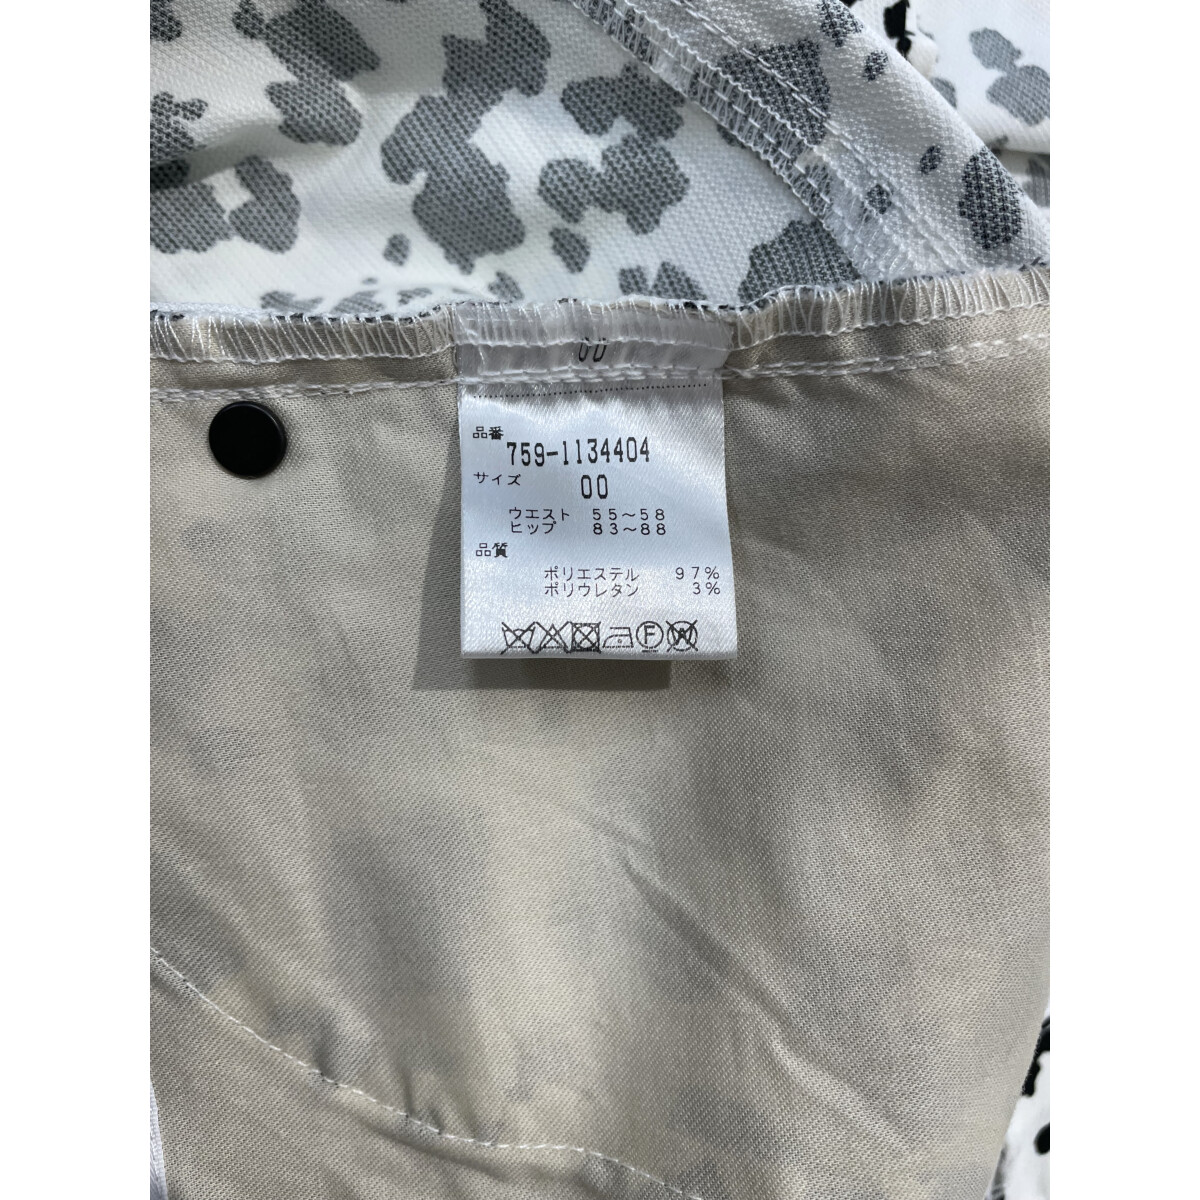 00
品番
759-1134404
サイズ
00
ウエスト 55~58
ヒップ 83~88
品質
ポリエステル 97%
ポリウレタン 3%
F W